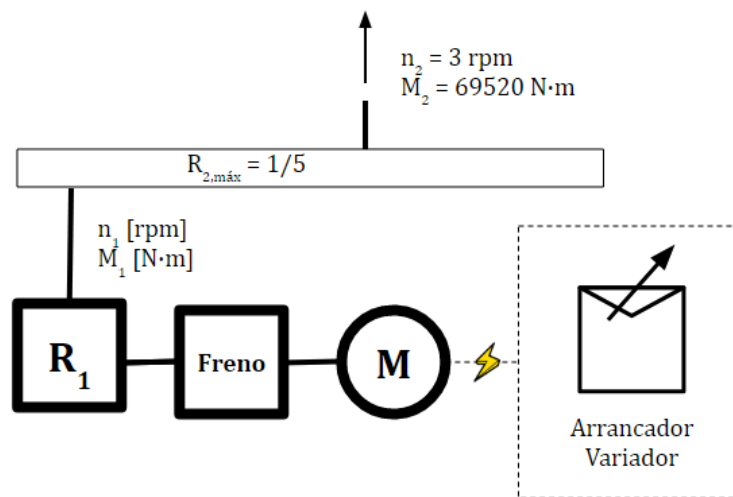 n₂ = 3 rpm
M₂ = 69520 N·m
R₂,máx = 1/5
n₁ [rpm]
M₁ [N·m]
R₁
Freno
M
Arrancador
Variador